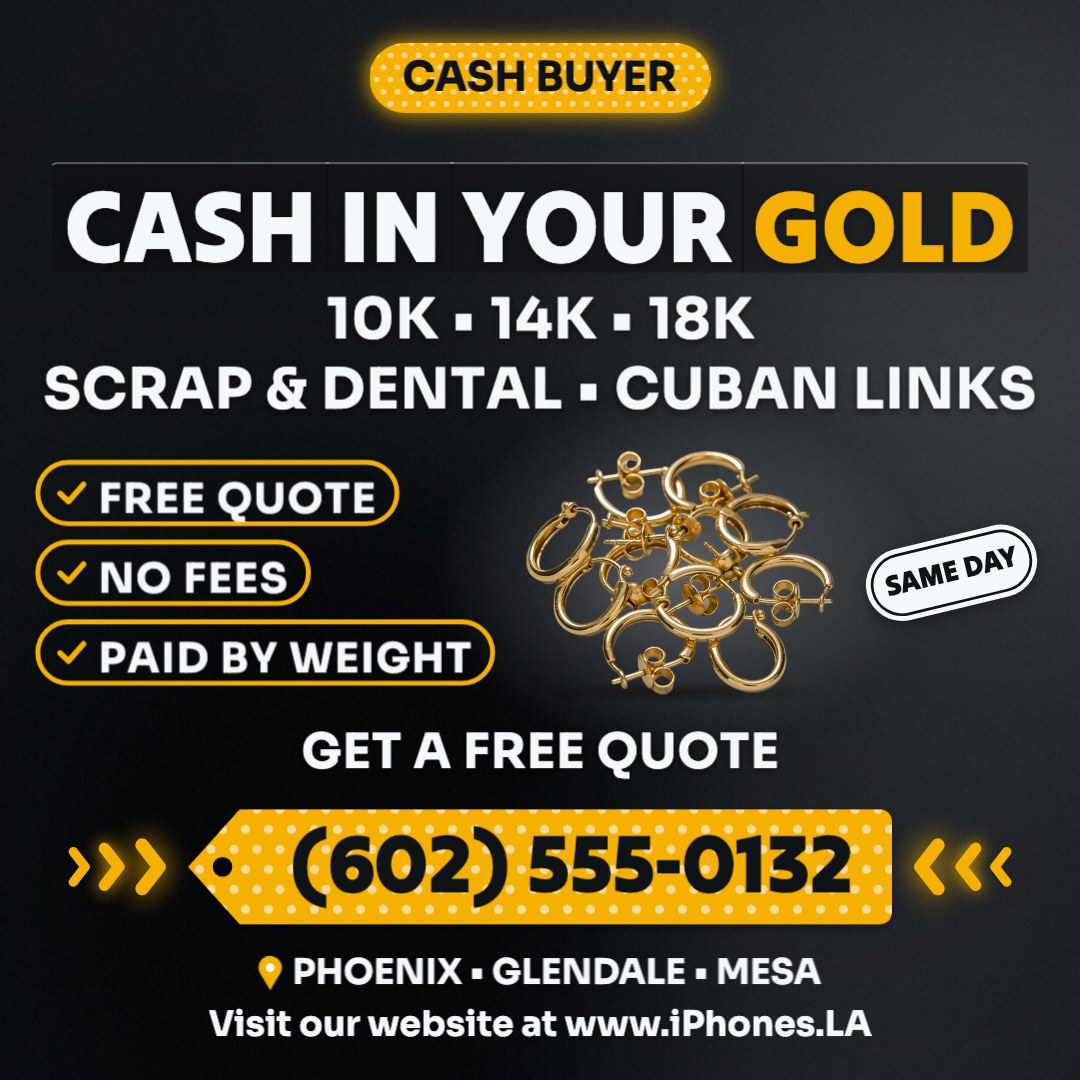 CASH BUYER
CASH IN YOUR GOLD
10K ▪ 14K ▪ 18K
SCRAP & DENTAL ▪ CUBAN LINKS
FREE QUOTE
NO FEES
PAID BY WEIGHT
SAME DAY
GET A FREE QUOTE
(602) 555-0132
PHOENIX ▪ GLENDALE ▪ MESA
Visit our website at www.iPhones.LA